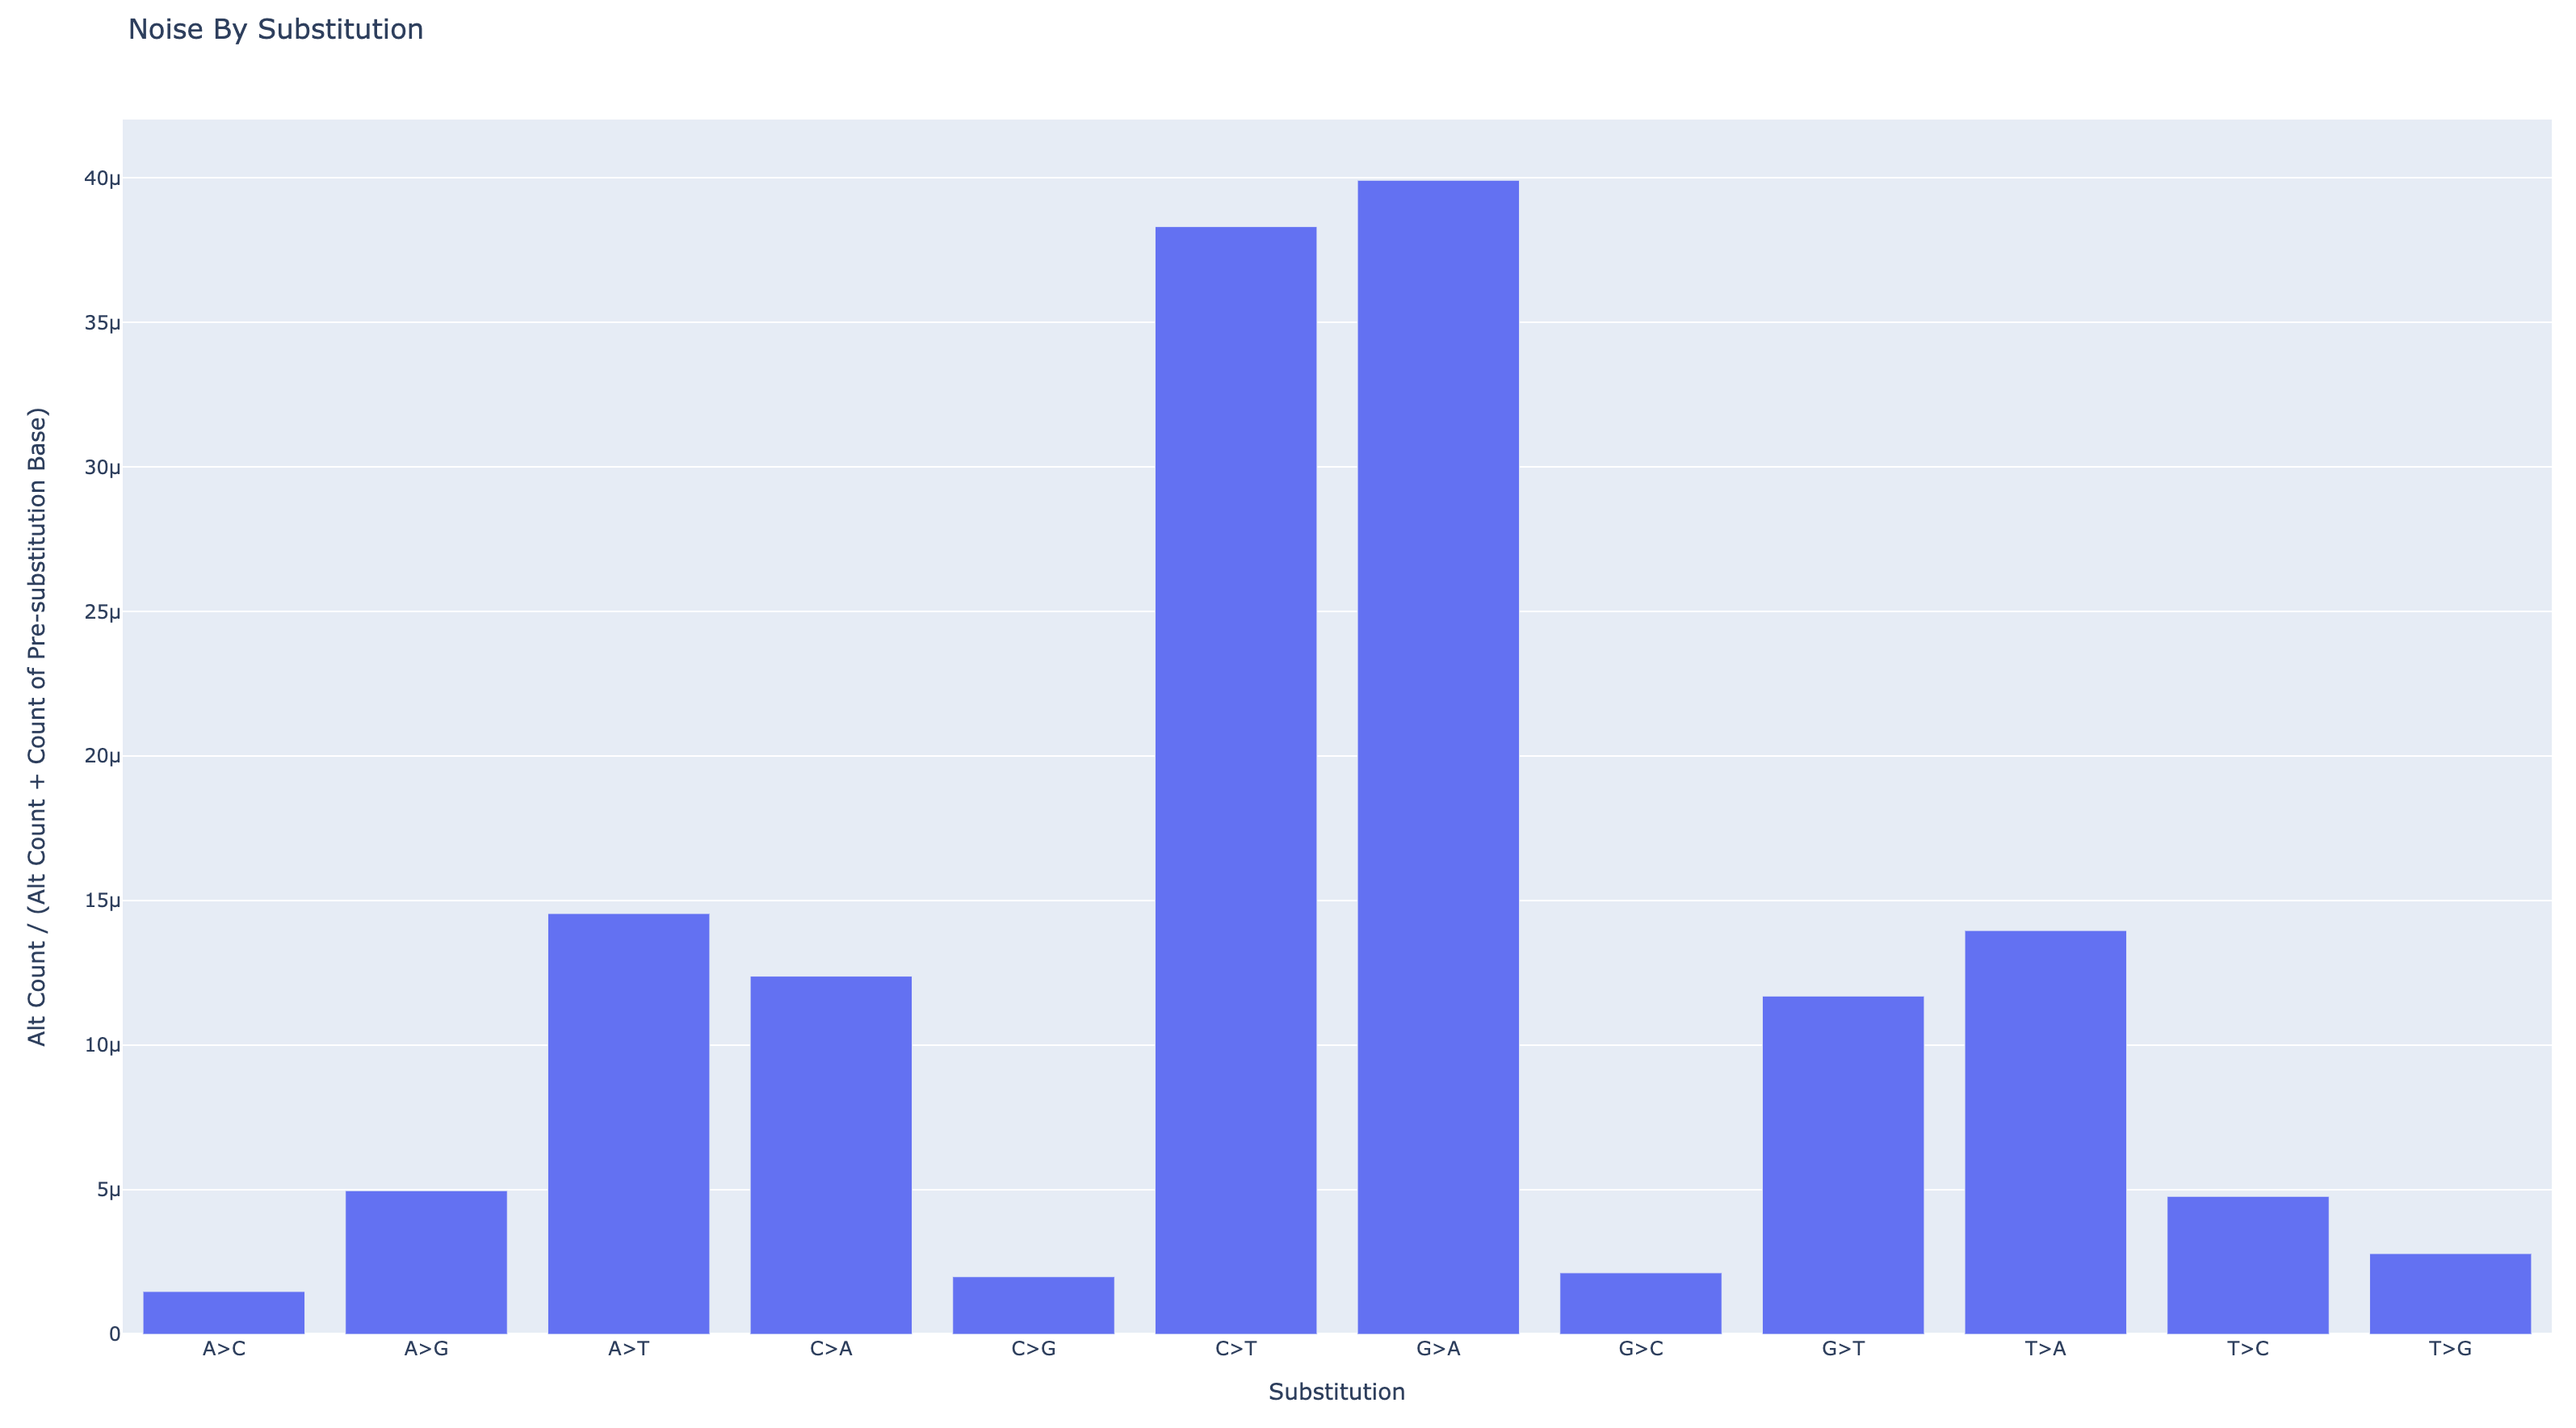 Noise By Substitution
Alt Count / (Alt Count + Count of Pre-substitution Base)
40µ
35µ
30µ
25µ
20µ
15µ
10µ
5µ
0
A>C A>G A>T C>A C>G C>T G>A G>C G>T T>A T>C T>G
Substitution